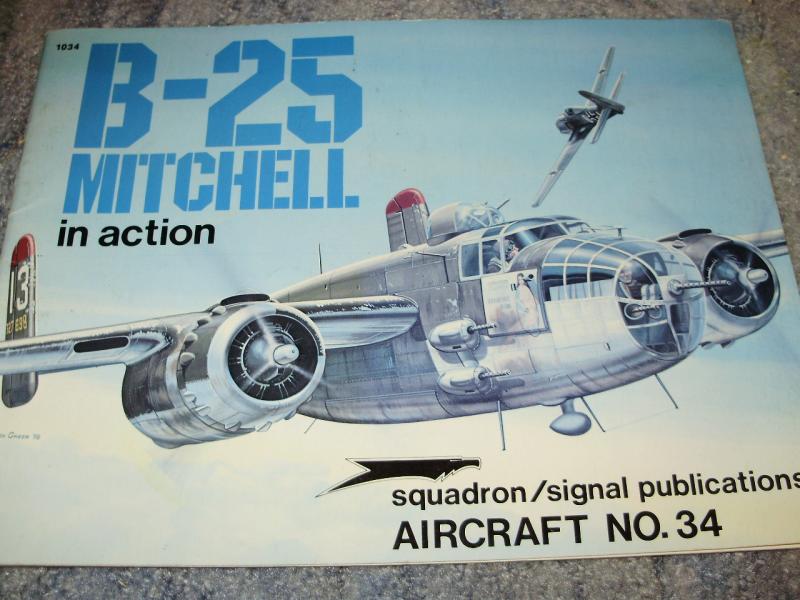 1034
B-25
MITCHELL
in action
13
squadron/signal publications
AIRCRAFT NO. 34